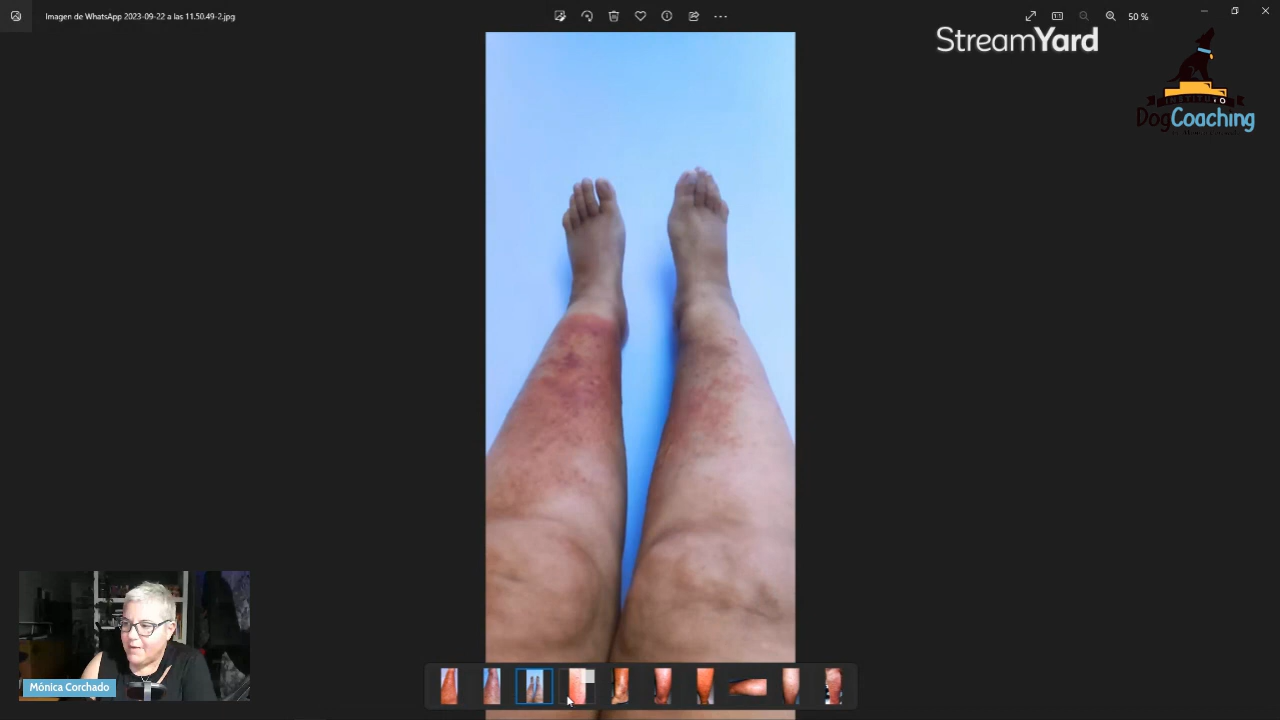 Imagen de WhatsApp 2023-09-22 a las 11.50.49-2.jpg
50 %
StreamYard
DogCoaching
Mónica Corchado